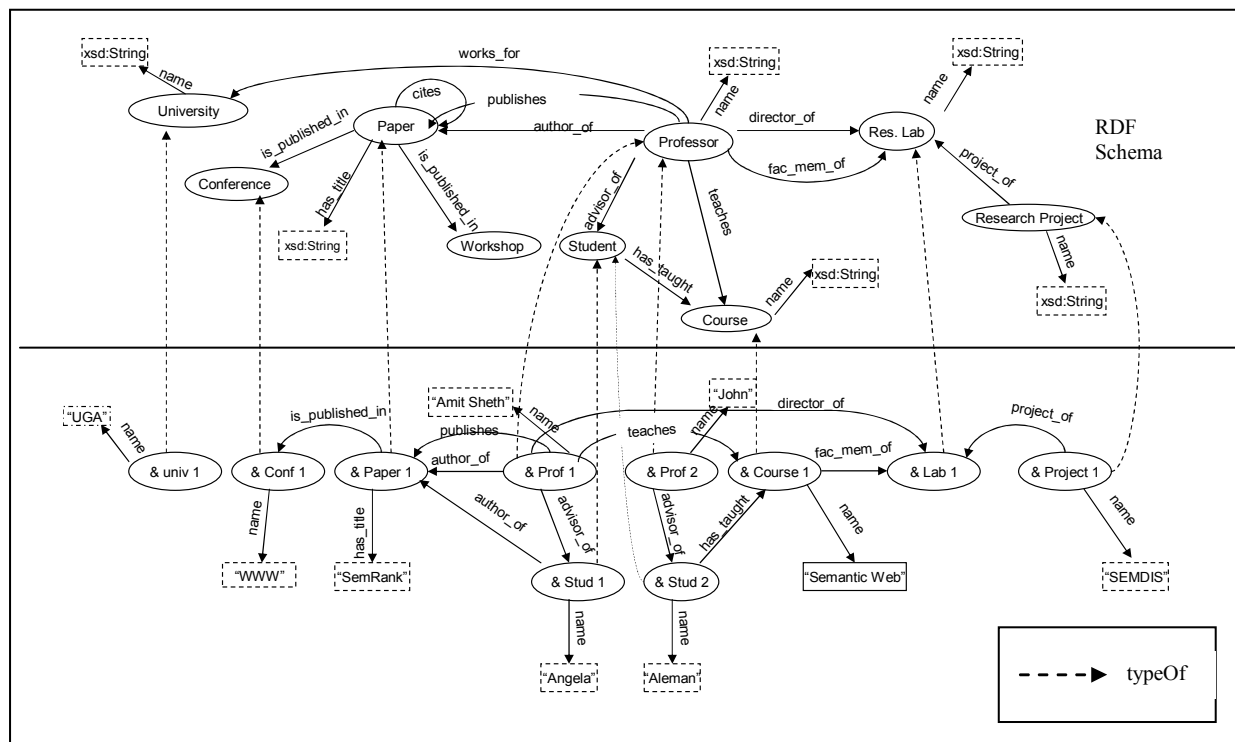 xsd:String
works_for
xsd:String
xsd:String
name
University
cites
publishes
name
name
Paper
author_of
Professor
director_of
Res. Lab
RDF
Schema
is_published_in
fac_mem_of
project_of
Conference
has_title
is_published_in
advisor_of
teaches
Research Project
xsd:String
Workshop
Student
has_taught
name
xsd:String
name
xsd:String
Course
“UGA”
name
is_published_in
“Amit Sheth”
name
“John”
name
director_of
project_of
publishes
teaches
author_of
fac_mem_of
& univ 1
& Conf 1
& Paper 1
& Prof 1
& Prof 2
& Course 1
& Lab 1
& Project 1
name
has_title
author_of
advisor_of
advisor_of
has_taught
name
name
“WWW”
“SemRank”
& Stud 1
& Stud 2
“Semantic Web”
“SEMDIS”
name
name
“Angela”
“Aleman”
typeOf